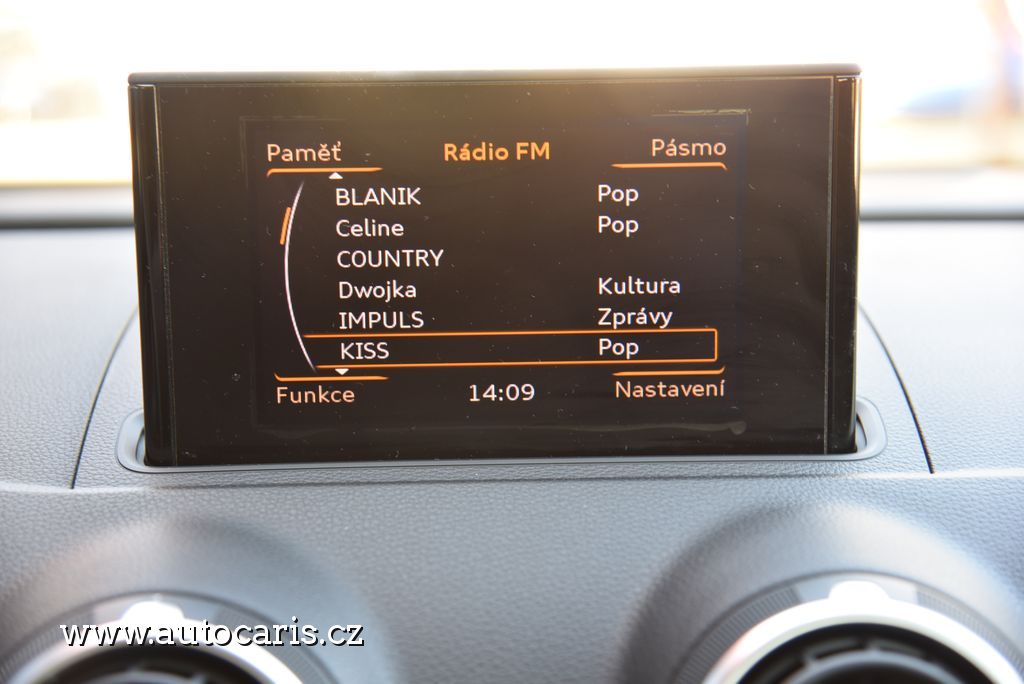 Paměť Rádio FM Pásmo
BLANIK Pop
Celine Pop
COUNTRY
Dwojka Kultura
IMPULS Zprávy
KISS Pop
Funkce 14:09 Nastavení
www.autocaris.cz